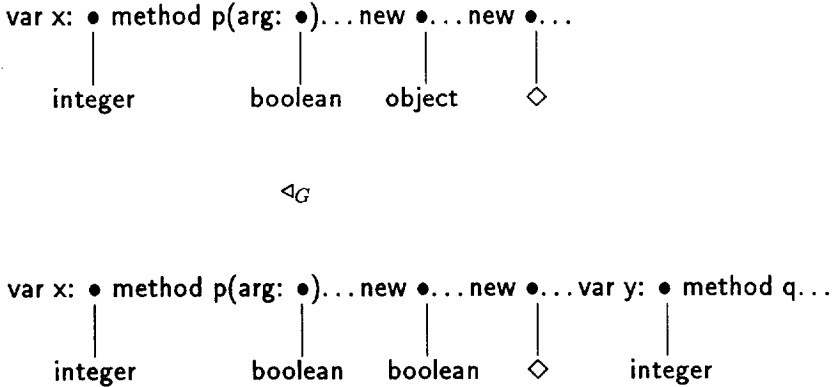 var x: ● method p(arg: ●)...new ●...new ●...
integer boolean object ◇
◁G
var x: ● method p(arg: ●)...new ●...new ●...var y: ● method q...
integer boolean boolean ◇ integer